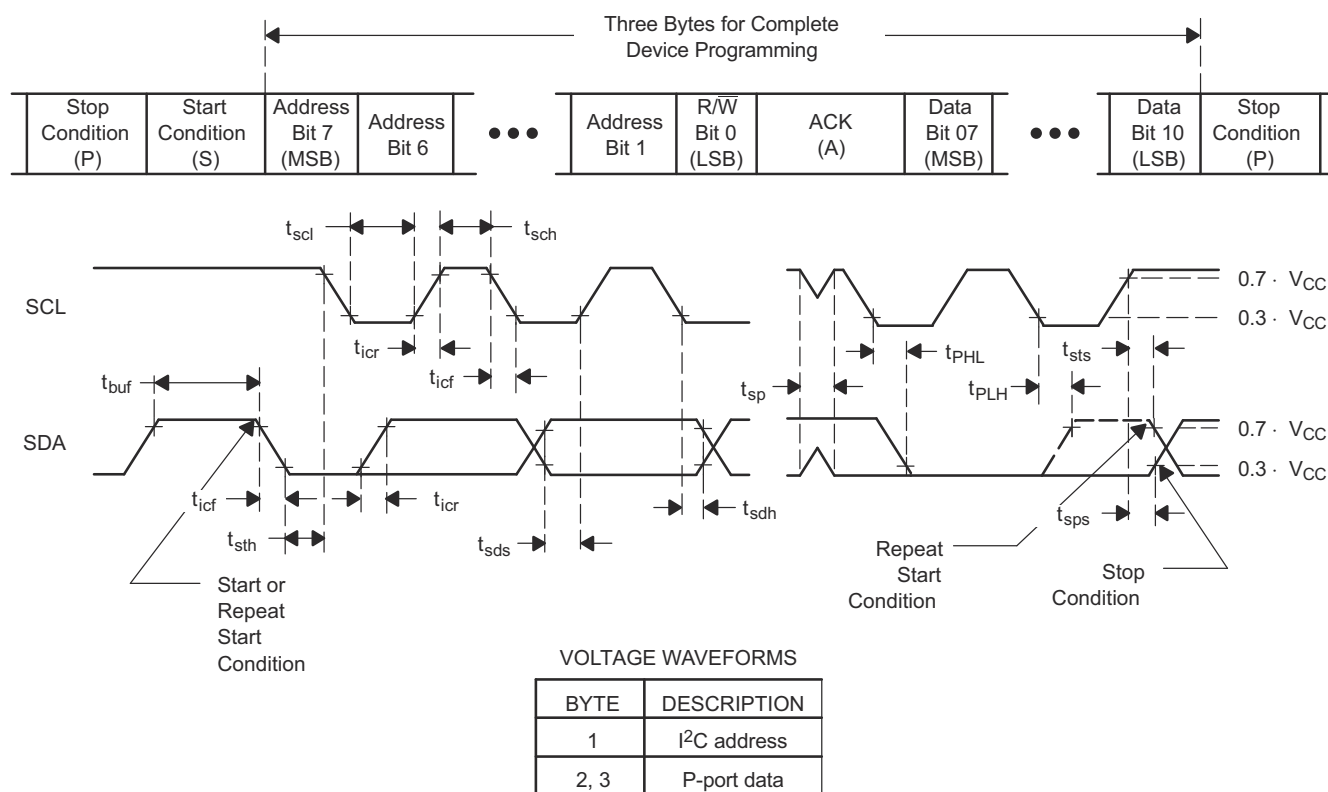 Three Bytes for Complete
Device Programming
Stop
Condition
(P)
Start
Condition
(S)
Address
Bit 7
(MSB)
Address
Bit 6
•••
Address
Bit 1
R/W̅
Bit 0
(LSB)
ACK
(A)
Data
Bit 07
(MSB)
•••
Data
Bit 10
(LSB)
Stop
Condition
(P)
tscl
tsch
SCL
0.7 · VCC
0.3 · VCC
ticr
ticf
tPHL
tsts
tbuf
tsp
tPLH
SDA
0.7 · VCC
0.3 · VCC
ticf
ticr
tsdh
tsps
tsth
tsds
Start or
Repeat
Start
Condition
Repeat
Start
Condition
Stop
Condition
VOLTAGE WAVEFORMS
BYTE DESCRIPTION
1 I²C address
2, 3 P-port data